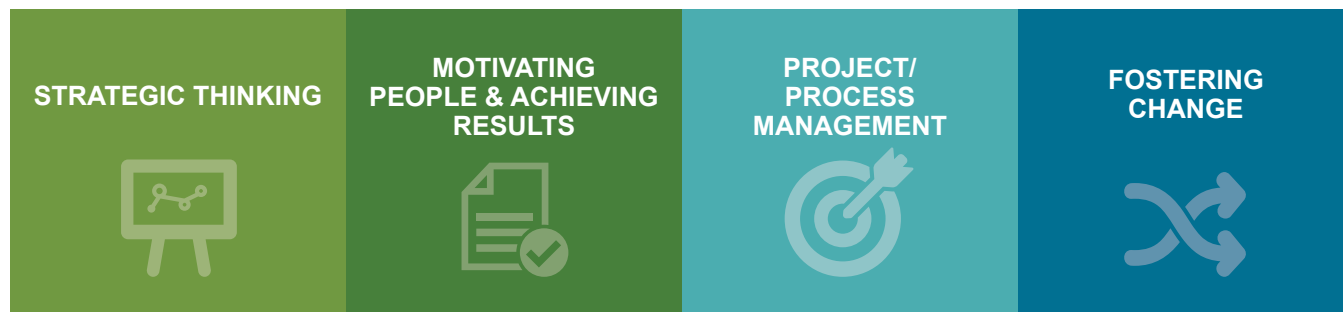 STRATEGIC THINKING
MOTIVATING
PEOPLE & ACHIEVING
RESULTS
PROJECT/
PROCESS
MANAGEMENT
FOSTERING
CHANGE